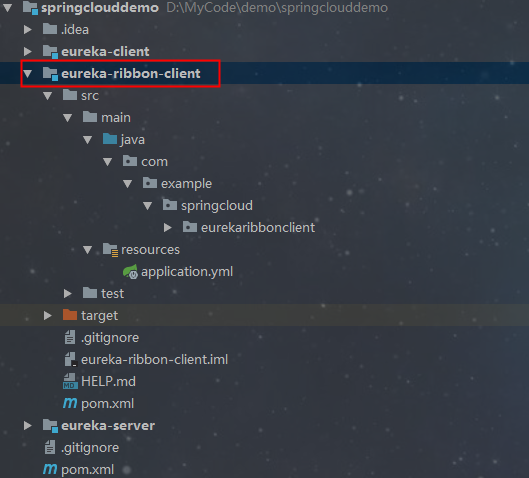 springclouddemo D:\MyCode\demo\springclouddemo
.idea
eureka-client
eureka-ribbon-client
src
main
java
com
example
springcloud
eurekaribbonclient
resources
application.yml
test
target
.gitignore
eureka-ribbon-client.iml
HELP.md
pom.xml
eureka-server
.gitignore
pom.xml